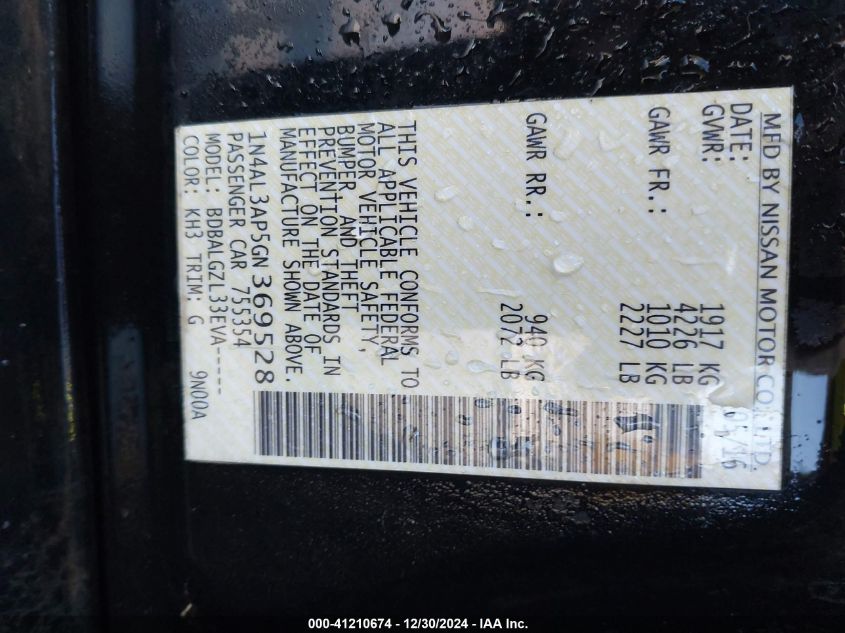 MFD BY NISSAN MOTOR CO., LTD.
DATE: /16
GVWR: 1917 KG
4226 LB
GAWR FR.: 1010 KG
2227 LB
GAWR RR.: 940 KG
2072 LB
THIS VEHICLE CONFORMS TO
ALL APPLICABLE FEDERAL
MOTOR VEHICLE SAFETY,
BUMPER, AND THEFT
PREVENTION STANDARDS IN
EFFECT ON THE DATE OF
MANUFACTURE SHOWN ABOVE.
1N4AL3AP5GN369528
PASSENGER CAR 755354
MODEL: BDBALGZL33EVA-----
COLOR: KH3 TRIM: G 9N00A
000-41210674 - 12/30/2024 - IAA Inc.